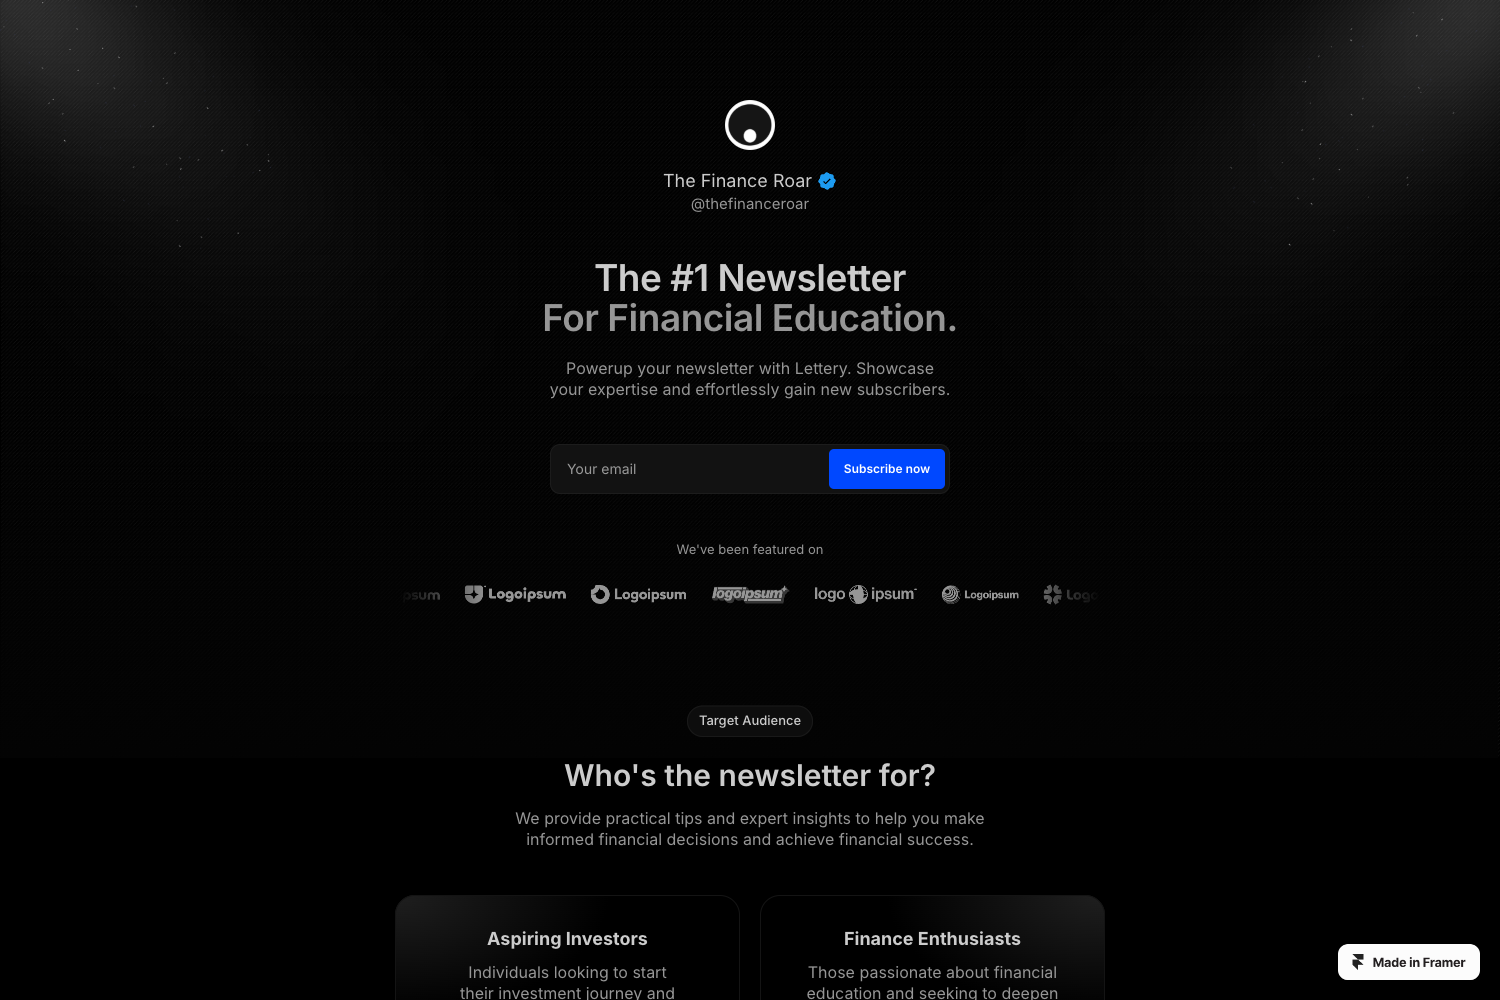 The Finance Roar
@thefinanceroar
The #1 Newsletter
For Financial Education.
Powerup your newsletter with Lettery. Showcase
your expertise and effortlessly gain new subscribers.
Your email
Subscribe now
We've been featured on
psum Logoipsum Logoipsum logoipsum logo ipsum Logoipsum Logo
Target Audience
Who's the newsletter for?
We provide practical tips and expert insights to help you make
informed financial decisions and achieve financial success.
Aspiring Investors
Individuals looking to start
their investment journey and
Finance Enthusiasts
Those passionate about financial
education and seeking to deepen
Made in Framer